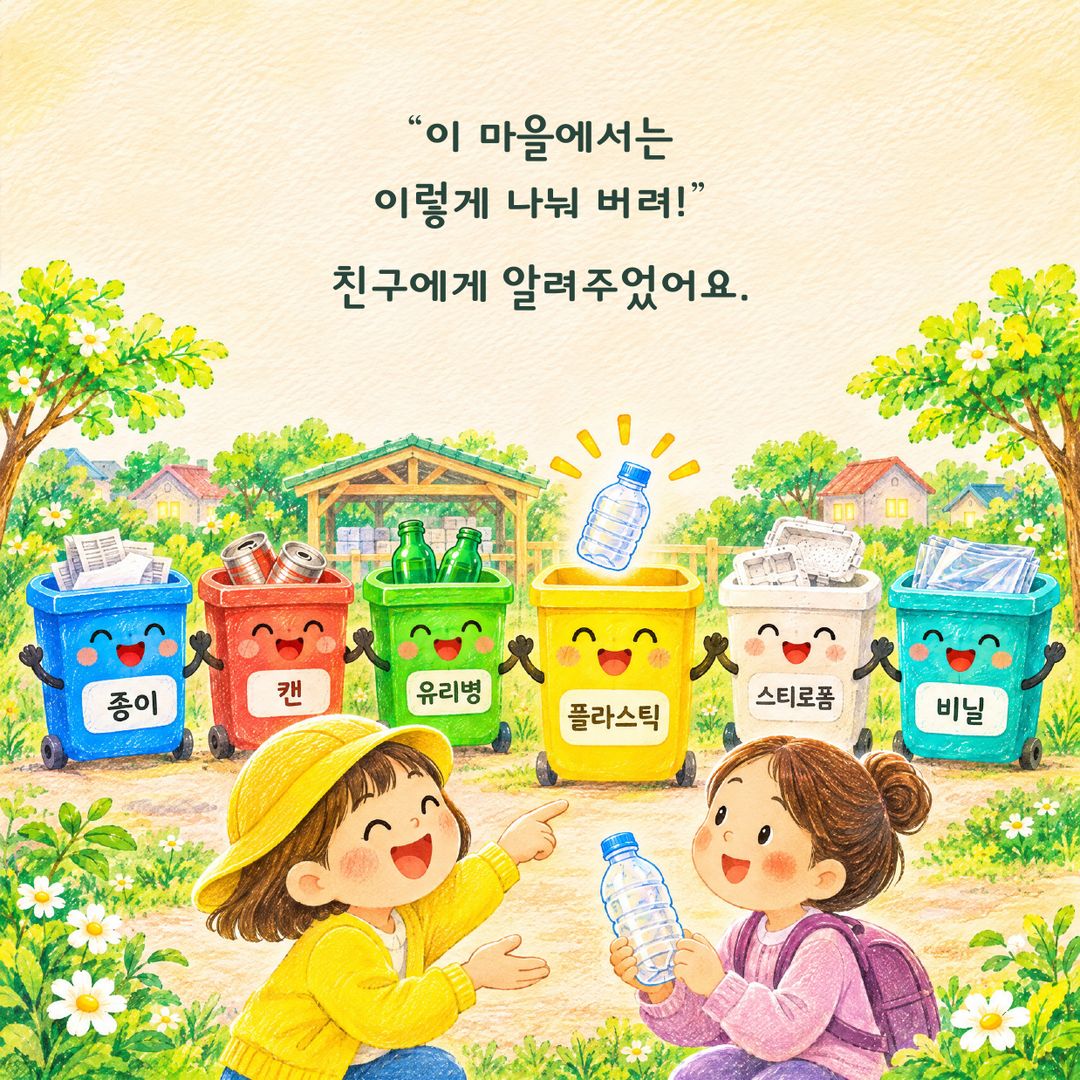 “이 마을에서는
이렇게 나눠 버려!”
친구에게 알려주었어요.
종이
캔
유리병
플라스틱
스티로폼
비닐